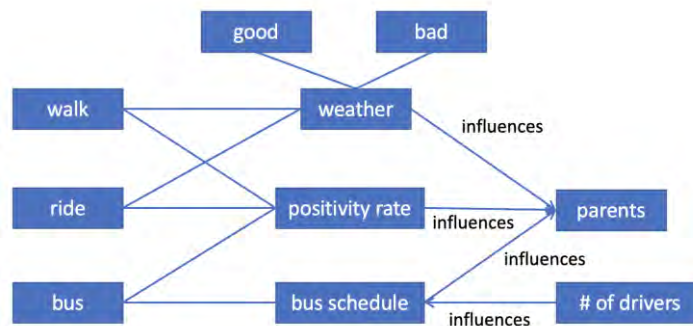 good
bad
walk
weather
influences
ride
positivity rate
influences
parents
influences
bus
bus schedule
influences
# of drivers